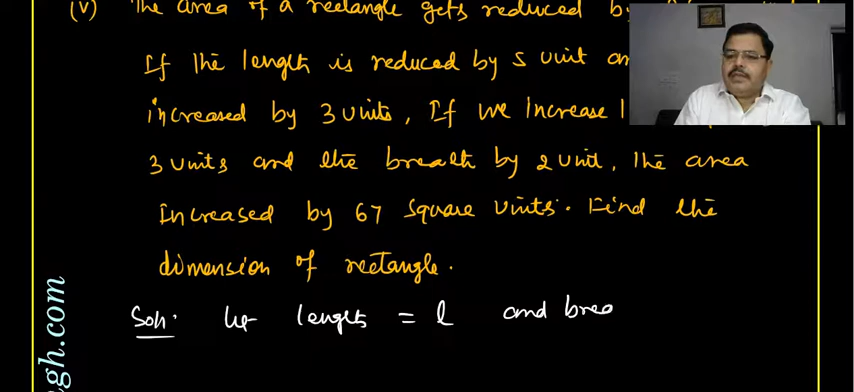 (v) The area of a rectangle gets reduced by
If the length is reduced by 5 unit
increased by 3 units, If we increase
3 units and the breath by 2 unit, The area
Increased by 67 square units. Find the
dimension of rectangle.
Soln. let length = l and brea
gh.com